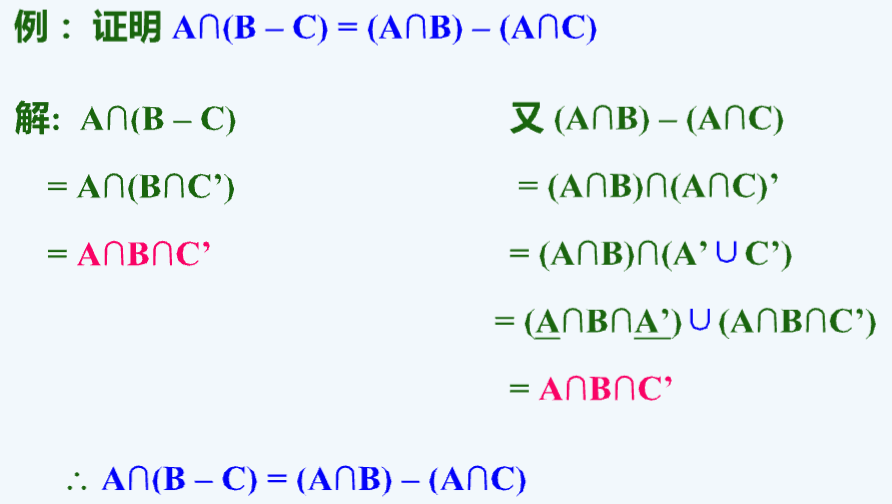 例： 证明 A∩(B – C) = (A∩B) – (A∩C)
解: A∩(B – C)
= A∩(B∩C’)
= A∩B∩C’
又 (A∩B) – (A∩C)
= (A∩B)∩(A∩C)’
= (A∩B)∩(A’∪C’)
= (A∩B∩A’)∪(A∩B∩C’)
= A∩B∩C’
∴ A∩(B – C) = (A∩B) – (A∩C)